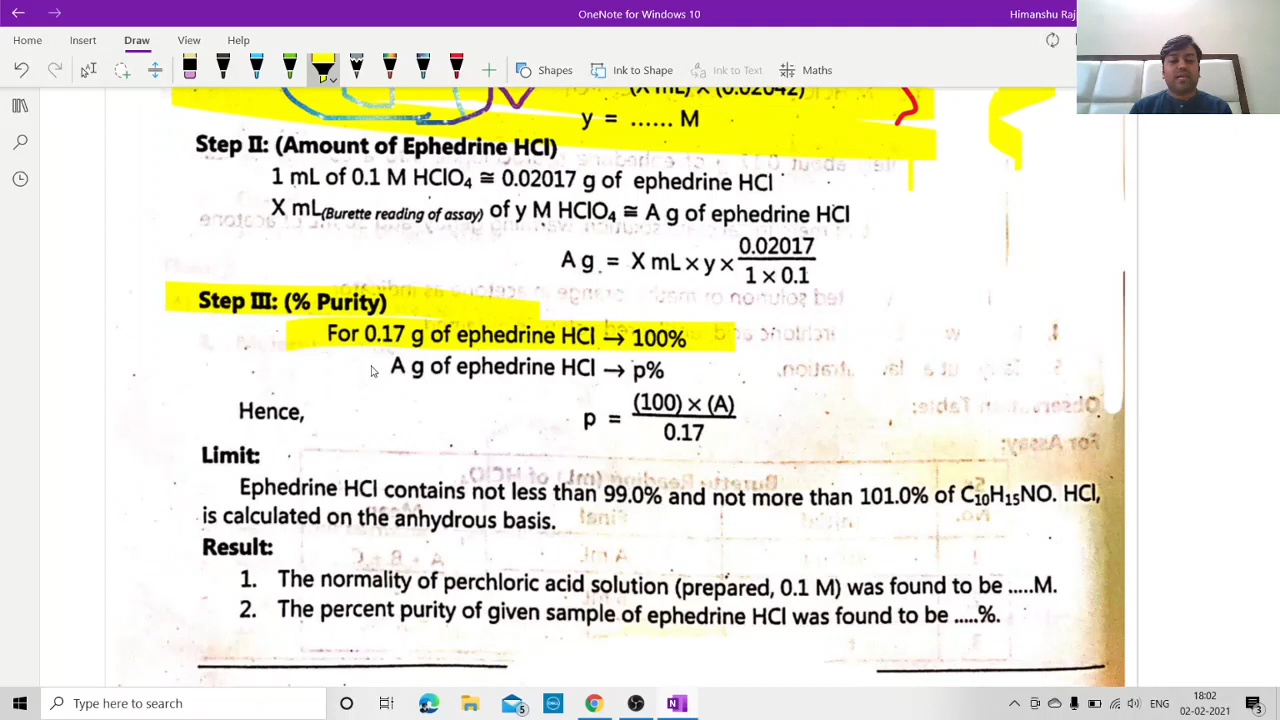 OneNote for Windows 10
Himanshu Raj
Home Insert Draw View Help
Shapes Ink to Shape Ink to Text Maths
(X mL) × (0.02042)
y = ...... M
Step II: (Amount of Ephedrine HCl)
1 mL of 0.1 M HClO₄ ≅ 0.02017 g of ephedrine HCl
X mL(Burette reading of assay) of y M HClO₄ ≅ A g of ephedrine HCl
A g = X mL × y × 0.02017 / 1 × 0.1
Step III: (% Purity)
For 0.17 g of ephedrine HCl → 100%
A g of ephedrine HCl → p%
Hence, p = (100) × (A) / 0.17
Limit:
Ephedrine HCl contains not less than 99.0% and not more than 101.0% of C₁₀H₁₅NO. HCl,
is calculated on the anhydrous basis.
Result:
1. The normality of perchloric acid solution (prepared, 0.1 M) was found to be .....M.
2. The percent purity of given sample of ephedrine HCl was found to be .....%.
Type here to search
5
DELL
ENG
18:02
02-02-2021
3